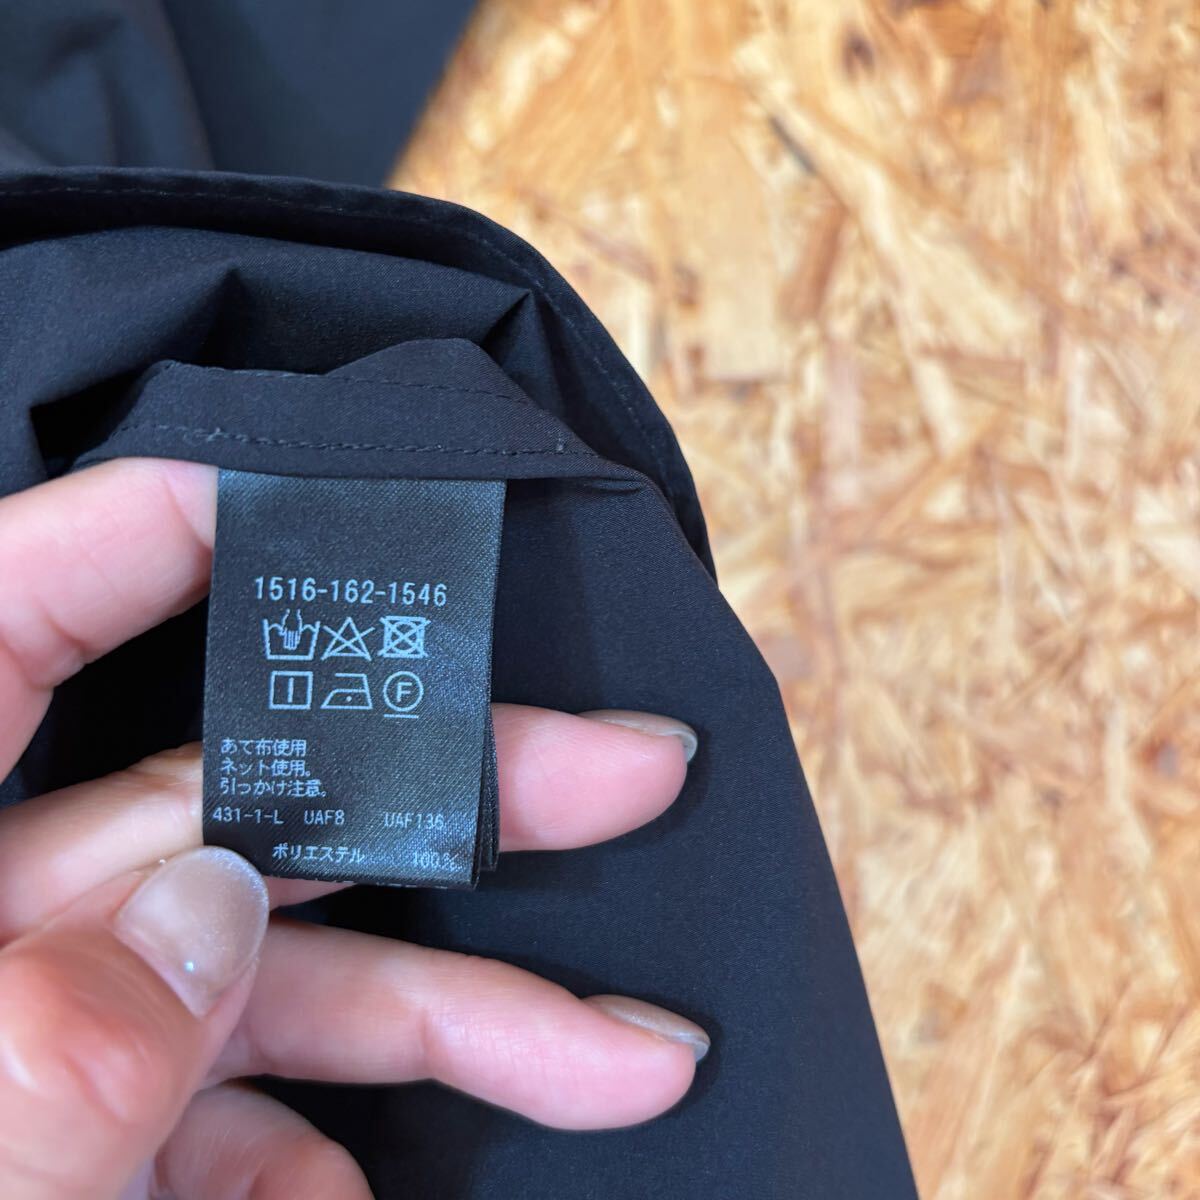 1516-162-1546
F
あて布使用
ネット使用。
引っかけ注意。
431-1-L UAF8 UAF136
ポリエステル 100%